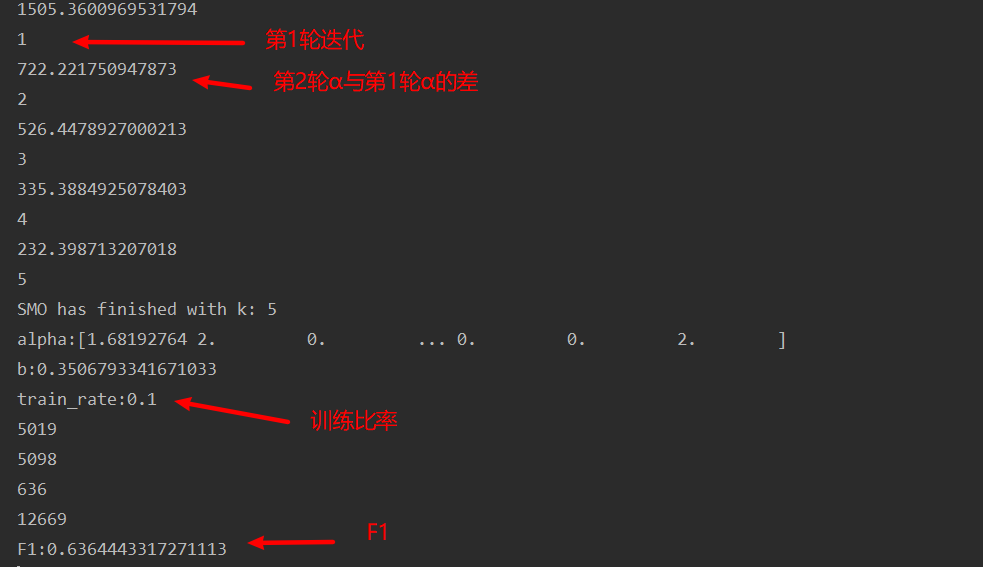 1505.3600969531794
1 第1轮迭代
722.221750947873 第2轮α与第1轮α的差
2
526.4478927000213
3
335.3884925078403
4
232.398713207018
5
SMO has finished with k: 5
alpha:[1.68192764 2. 0. ... 0. 0. 2. ]
b:0.3506793341671033
train_rate:0.1 训练比率
5019
5098
636
12669
F1:0.6364443317271113 F1